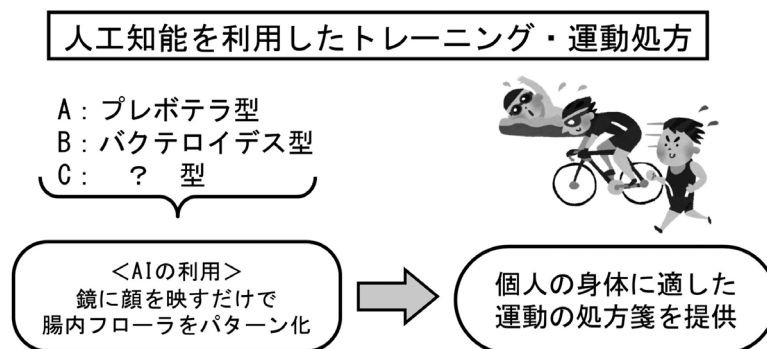 人工知能を利用したトレーニング・運動処方
A：プレボテラ型
B：バクテロイデス型
C：　？　型
＜AIの利用＞
鏡に顔を映すだけで
腸内フローラをパターン化
個人の身体に適した
運動の処方箋を提供